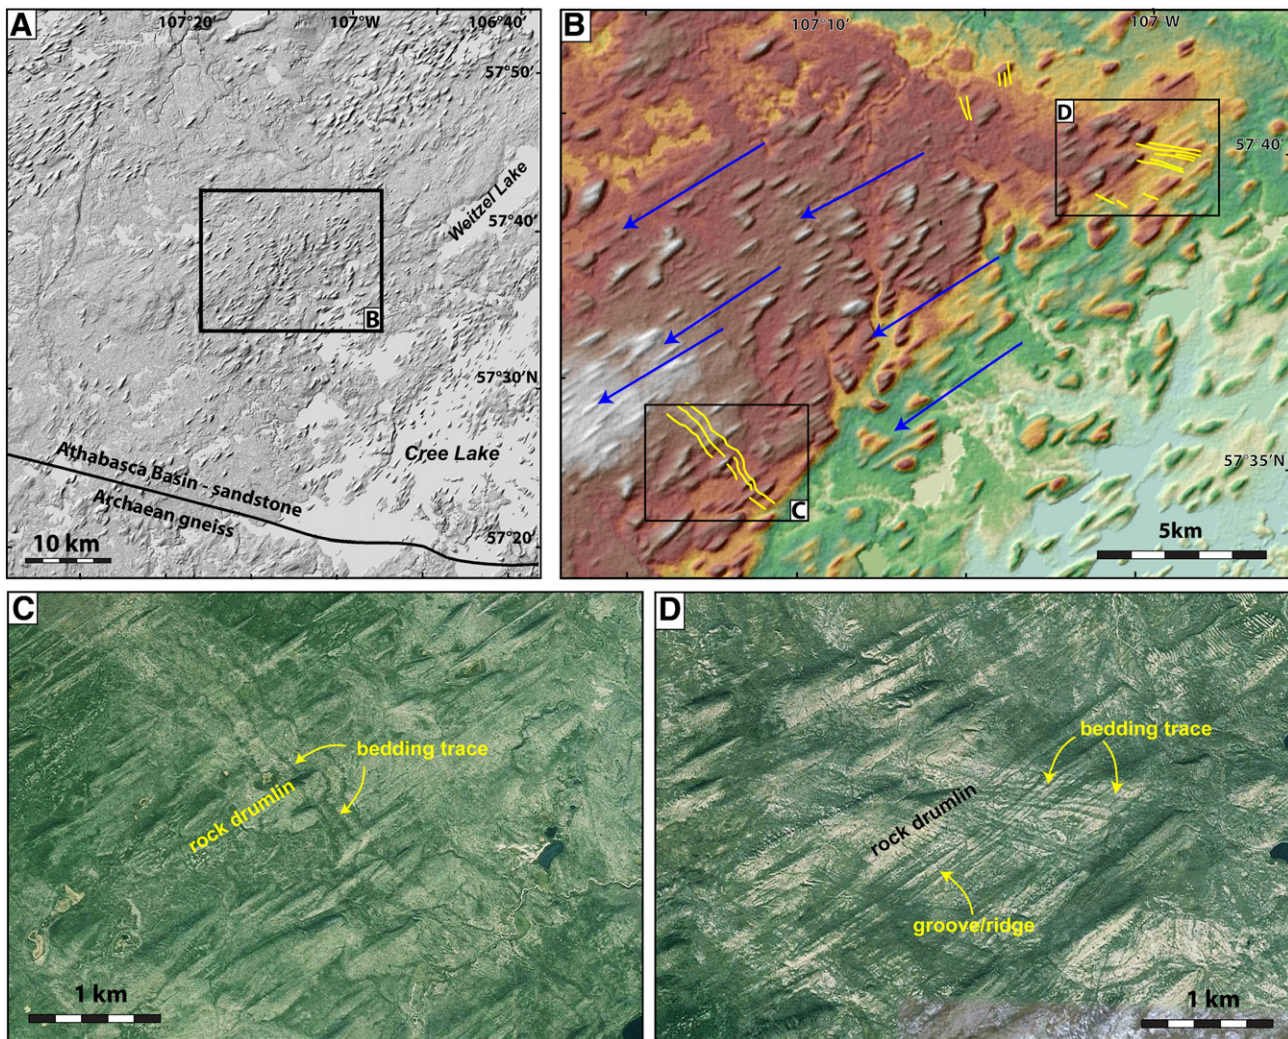 A
107°20'
107°W
106°40'
57°50'
Weitzel Lake
57°40'
B
57°30'N
Cree Lake
Athabasca Basin - sandstone
Archaean gneiss
57°20'
10 km
B
107°10'
107°W
D
57°40'
57°35'N
C
5km
C
bedding trace
rock drumlin
1 km
D
bedding trace
rock drumlin
groove/ridge
1 km